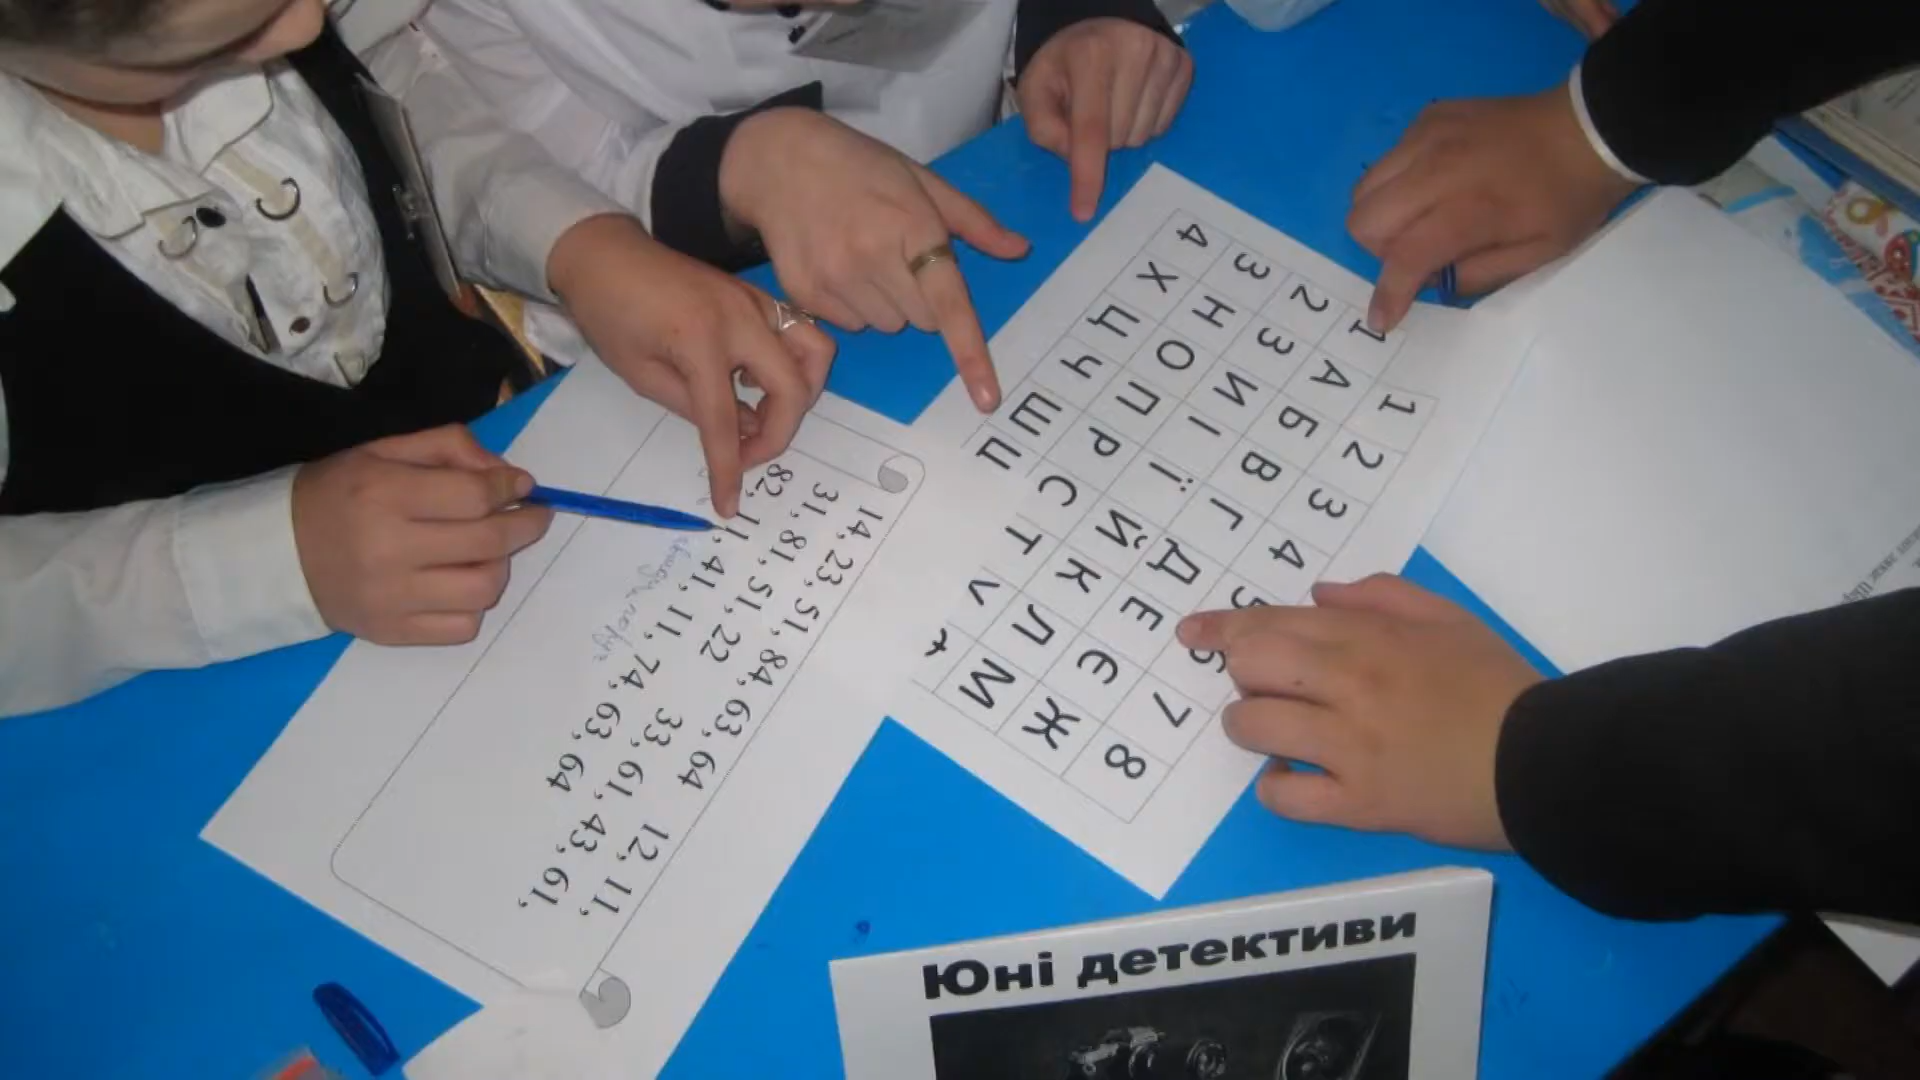 14, 23, 51, 84, 63, 64 12, 11,
31, 81, 51, 22 33, 61, 43, 61,
82, 11, 41, 11, 74, 63, 64
1 2 3 4 5 6 7 8
1 А Б В Г Д Е Є Ж
2 З И І Ї Й К Л М
3 Н О П Р С Т
4 Х Ц Ч Ш Щ
Юні детективи